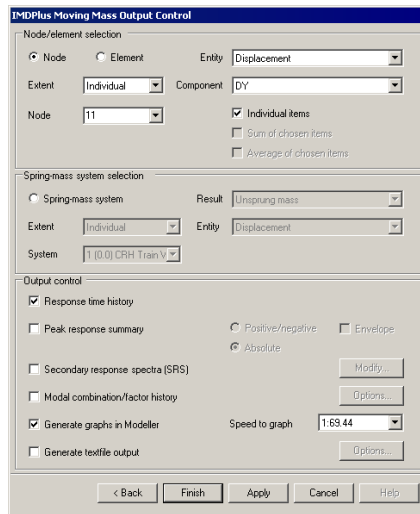 IMDPlus Moving Mass Output Control
Node/element selection
Node Element Entity Displacement
Extent Individual Component DY
Node 11 Individual items
Sum of chosen items
Average of chosen items
Spring-mass system selection
Spring-mass system Result Unsprung mass
Extent Individual Entity Displacement
System 1 (0.0) CRH Train V
Output control
Response time history
Peak response summary Positive/negative Envelope
Absolute
Secondary response spectra (SRS) Modify...
Modal combination/factor history Options...
Generate graphs in Modeller Speed to graph 1:69.44
Generate textfile output Options...
< Back Finish Apply Cancel Help